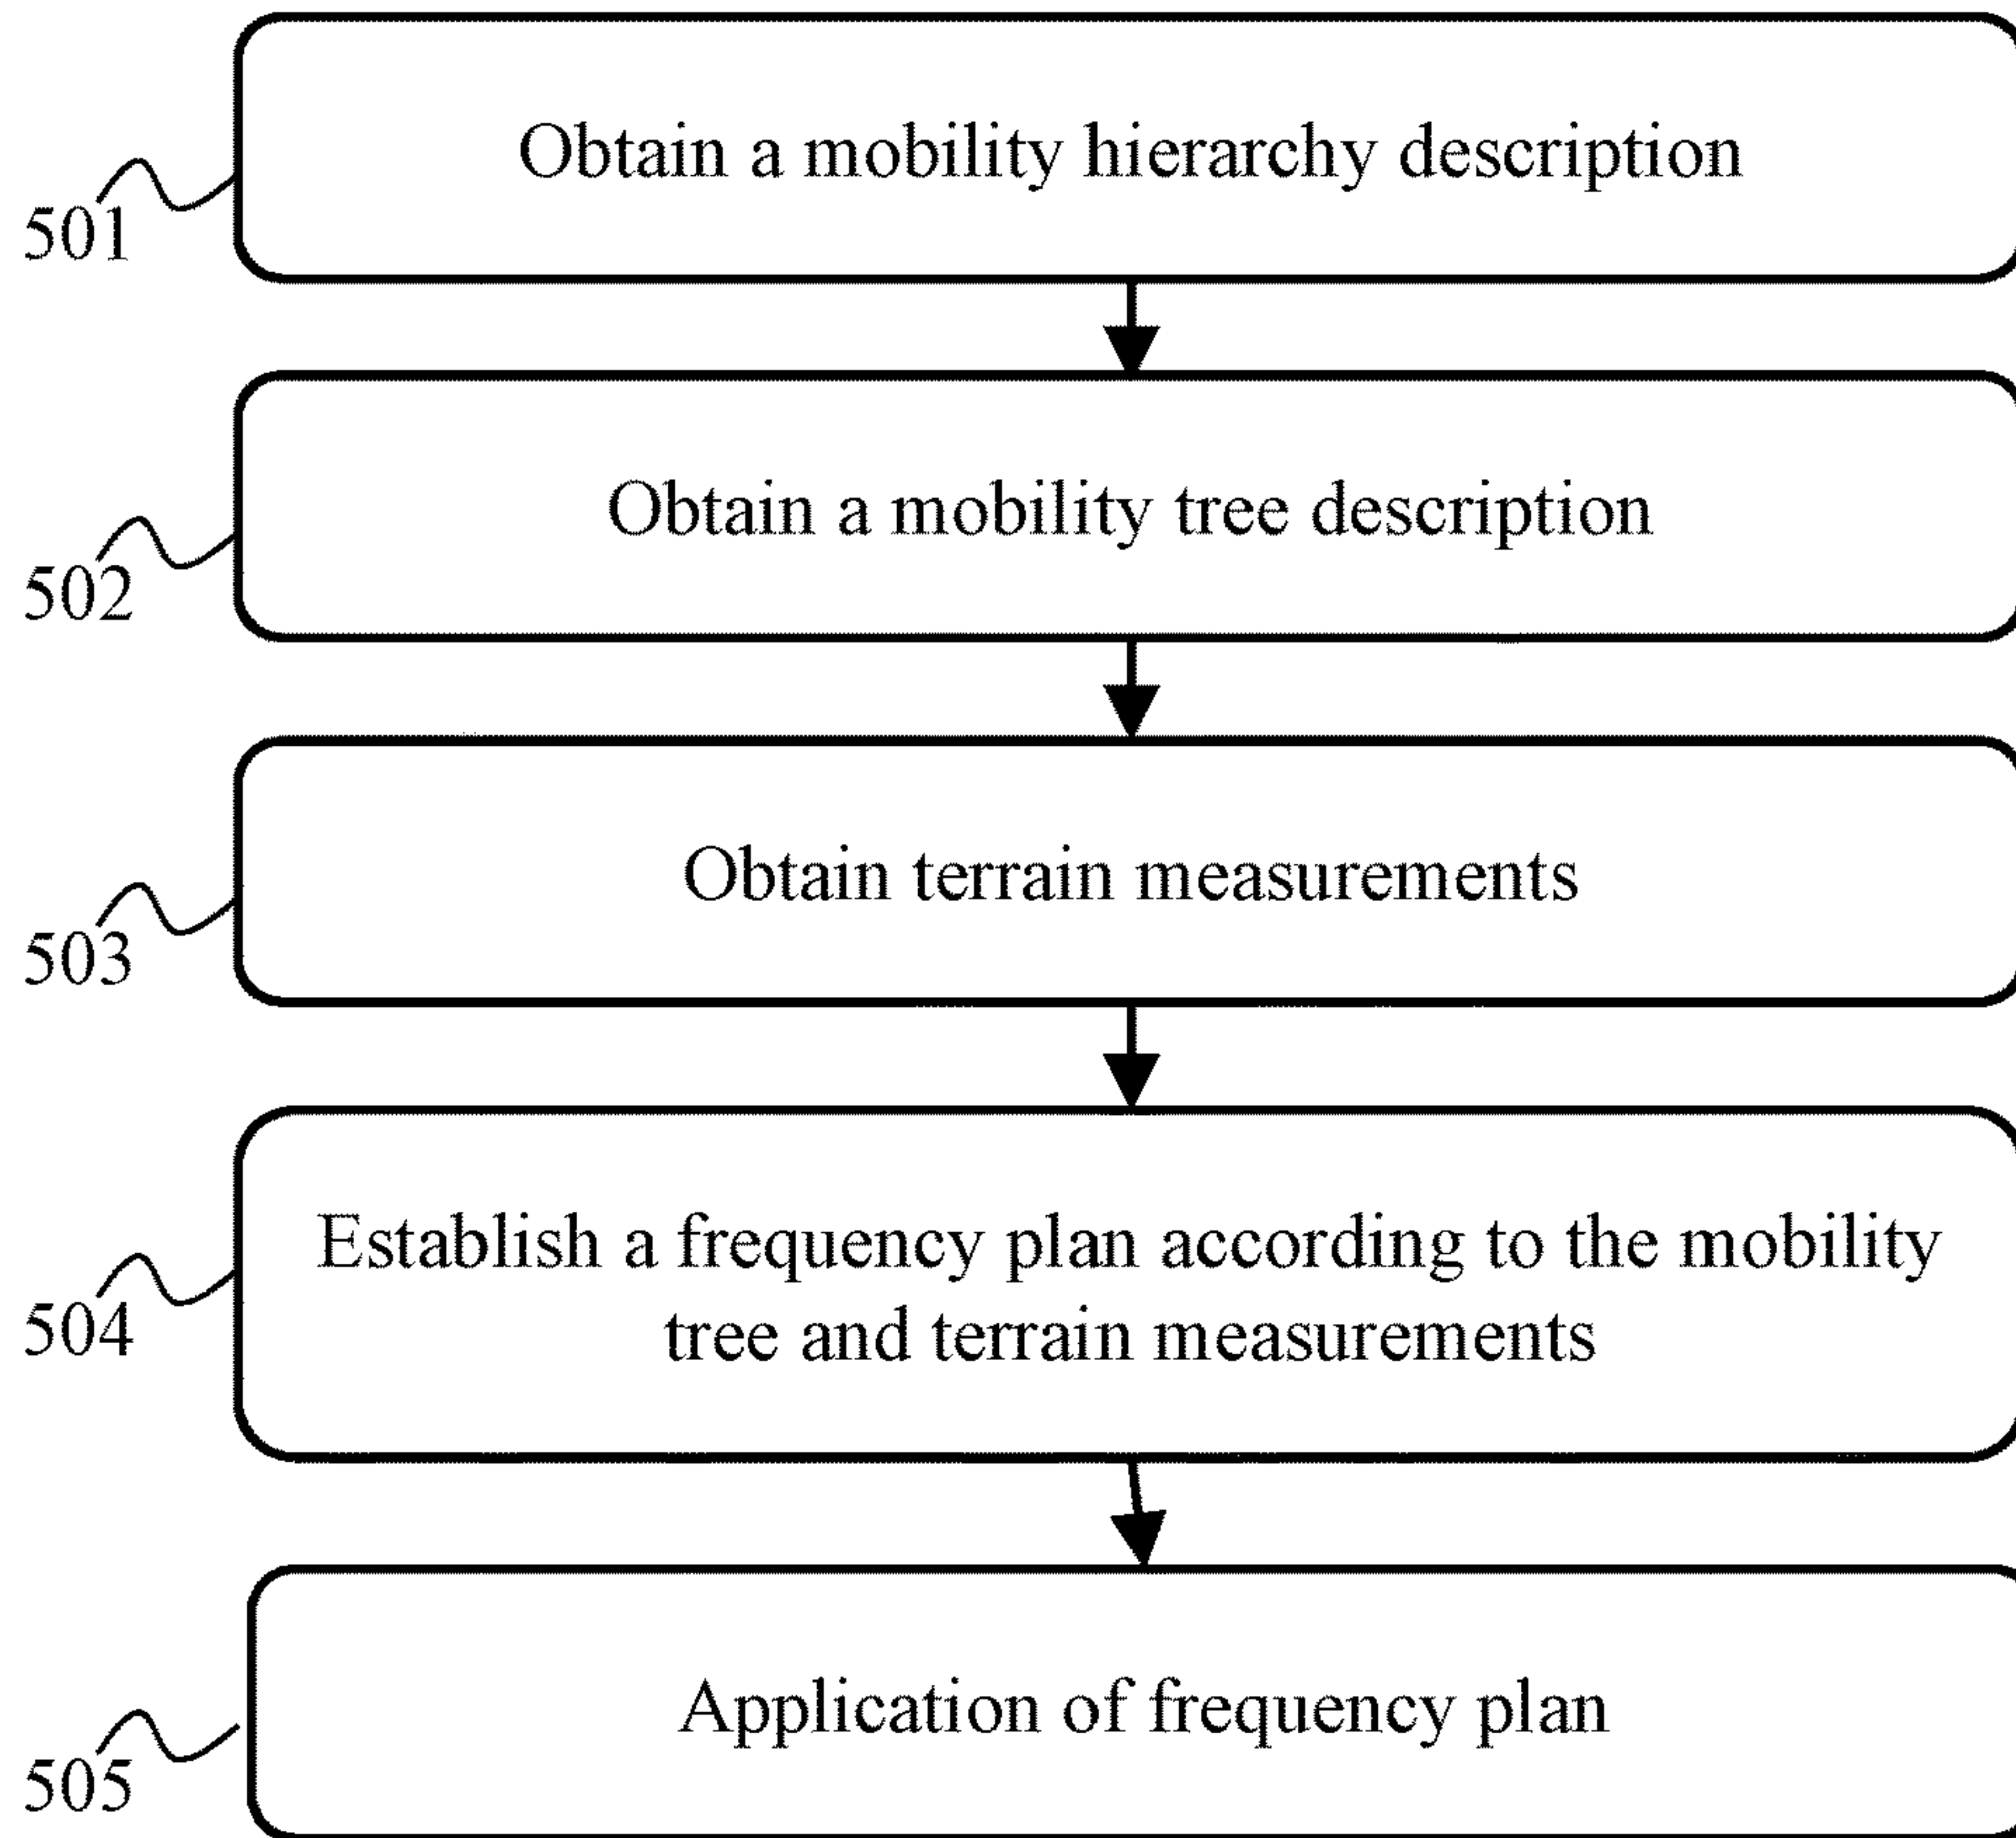 Obtain a mobility hierarchy description
501
Obtain a mobility tree description
502
Obtain terrain measurements
503
Establish a frequency plan according to the mobility
tree and terrain measurements
504
Application of frequency plan
505